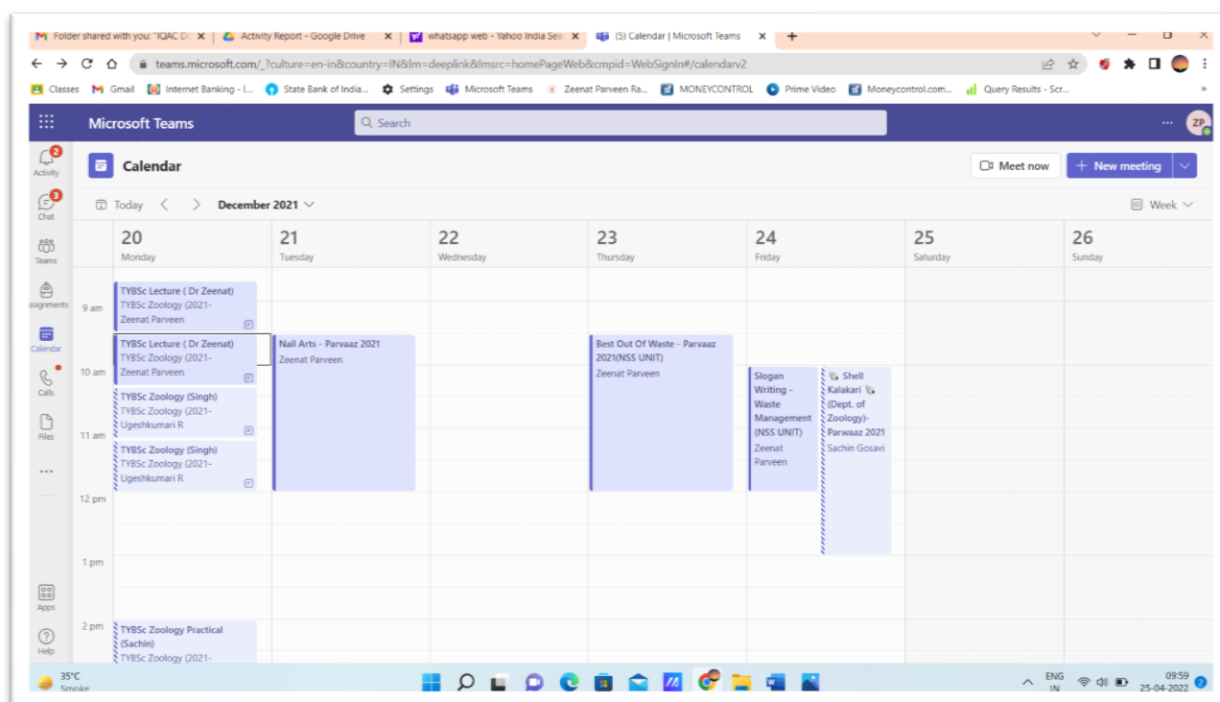 Folder shared with you: "IQAC D
Activity Report - Google Drive
whatsapp web - Yahoo India Sea
(5) Calendar | Microsoft Teams
teams.microsoft.com/_?culture=en-in&country=IN&lm=deeplink&lmsrc=homePageWeb&cmpid=WebSignIn#/calendarv2
Classes
Gmail
Internet Banking - I...
State Bank of India...
Settings
Microsoft Teams
Zeenat Parveen Ra...
MONEYCONTROL
Prime Video
Moneycontrol.com...
Query Results - Scr...
Microsoft Teams
Search
ZP
Activity
2
Chat
3
Teams
ssignments
Calendar
Calls
Files
Apps
Help
Calendar
Meet now
+ New meeting
Today
December 2021
Week
20
Monday
21
Tuesday
22
Wednesday
23
Thursday
24
Friday
25
Saturday
26
Sunday
9 am
10 am
11 am
12 pm
1 pm
2 pm
TYBSc Lecture ( Dr Zeenat)
TYBSc Zoology (2021-
Zeenat Parveen
TYBSc Lecture ( Dr Zeenat)
TYBSc Zoology (2021-
Zeenat Parveen
TYBSc Zoology (Singh)
TYBSc Zoology (2021-
Ugeshkumari R
TYBSc Zoology (Singh)
TYBSc Zoology (2021-
Ugeshkumari R
TYBSc Zoology Practical
(Sachin)
TYBSc Zoology (2021-
Nail Arts - Parvaaz 2021
Zeenat Parveen
Best Out Of Waste - Parvaaz
2021(NSS UNIT)
Zeenat Parveen
Slogan
Writing -
Waste
Management
(NSS UNIT)
Zeenat
Parveen
Shell
Kalakari
(Dept. of
Zoology)-
Parwaaz 2021
Sachin Gosavi
35°C
Smoke
ENG
IN
09:59
25-04-2022
2